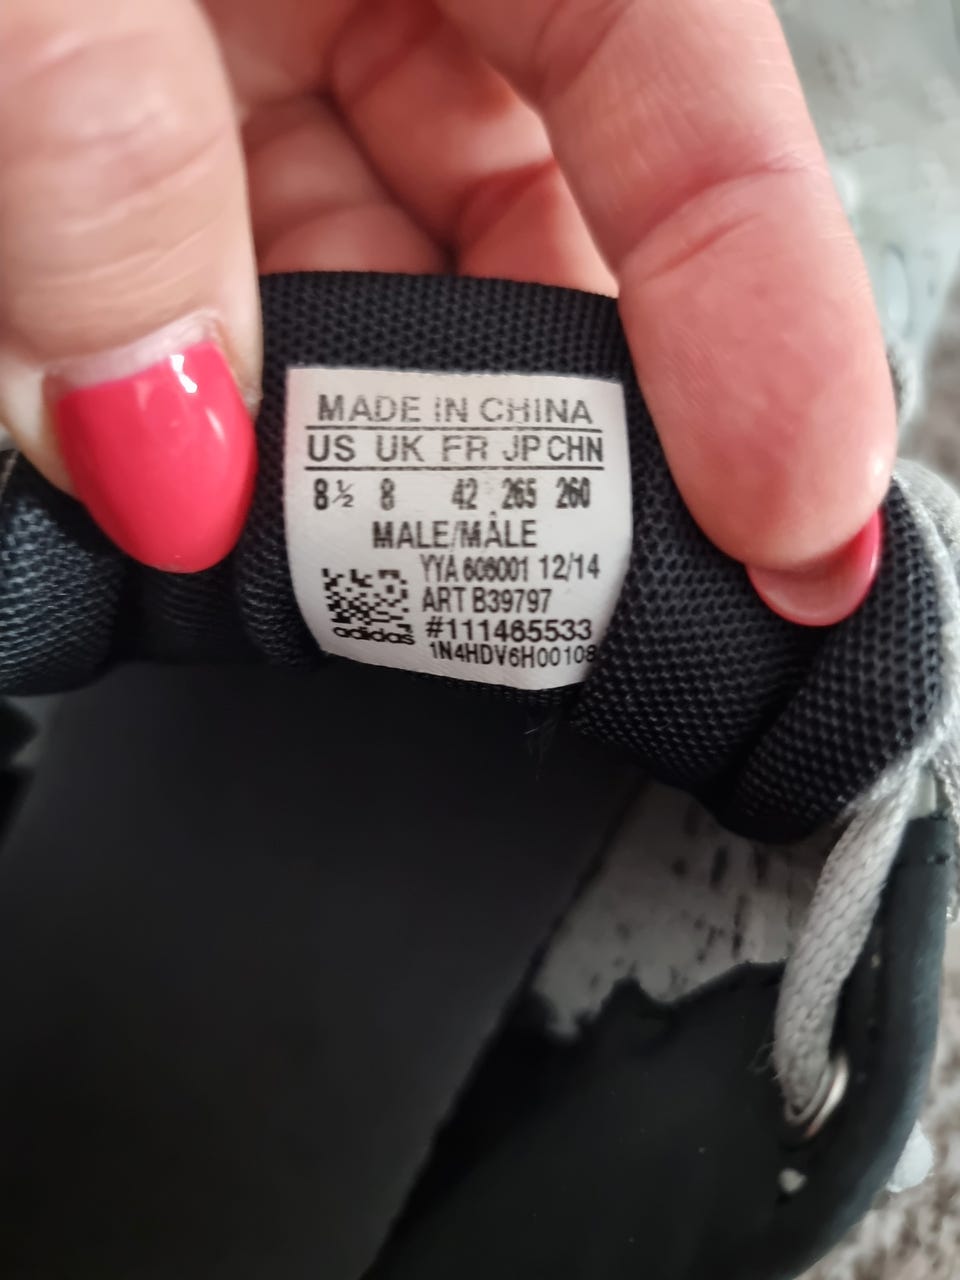 MADE IN CHINA
US UK FR JP CHN
8½ 8 42 265 260
MALE/MÂLE
YYA 606001 12/14
ART B39797
adidas #111465533
1N4HDV6H00108